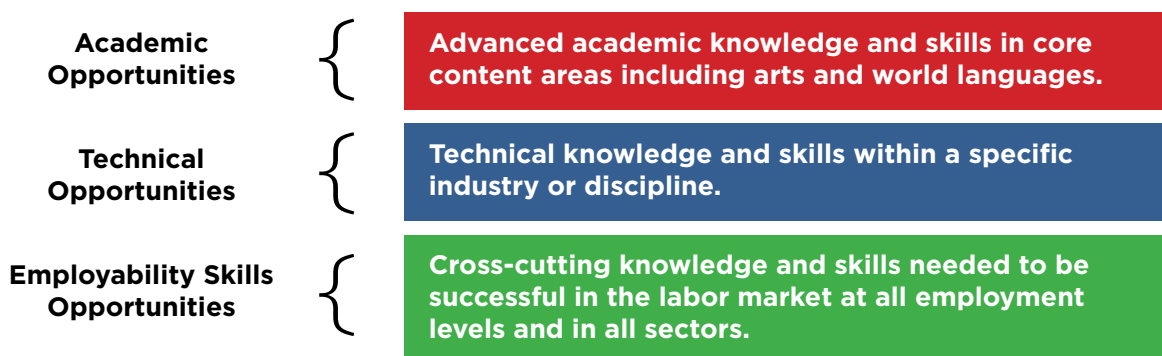 Academic
Opportunities
Advanced academic knowledge and skills in core
content areas including arts and world languages.
Technical
Opportunities
Technical knowledge and skills within a specific
industry or discipline.
Employability Skills
Opportunities
Cross-cutting knowledge and skills needed to be
successful in the labor market at all employment
levels and in all sectors.